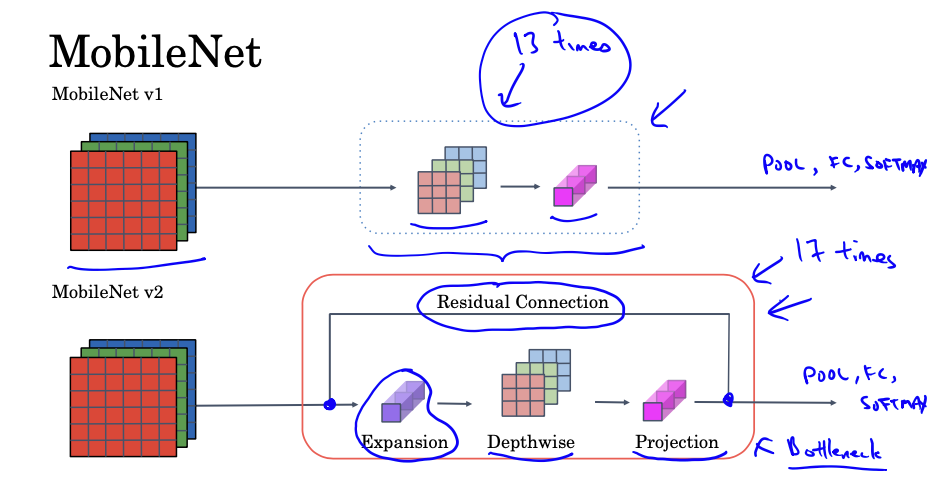 MobileNet
MobileNet v1
13 times
POOL, FC, SOFTMAX
MobileNet v2
17 times
Residual Connection
Expansion
Depthwise
Projection
POOL, FC,
SOFTMAX
Bottleneck